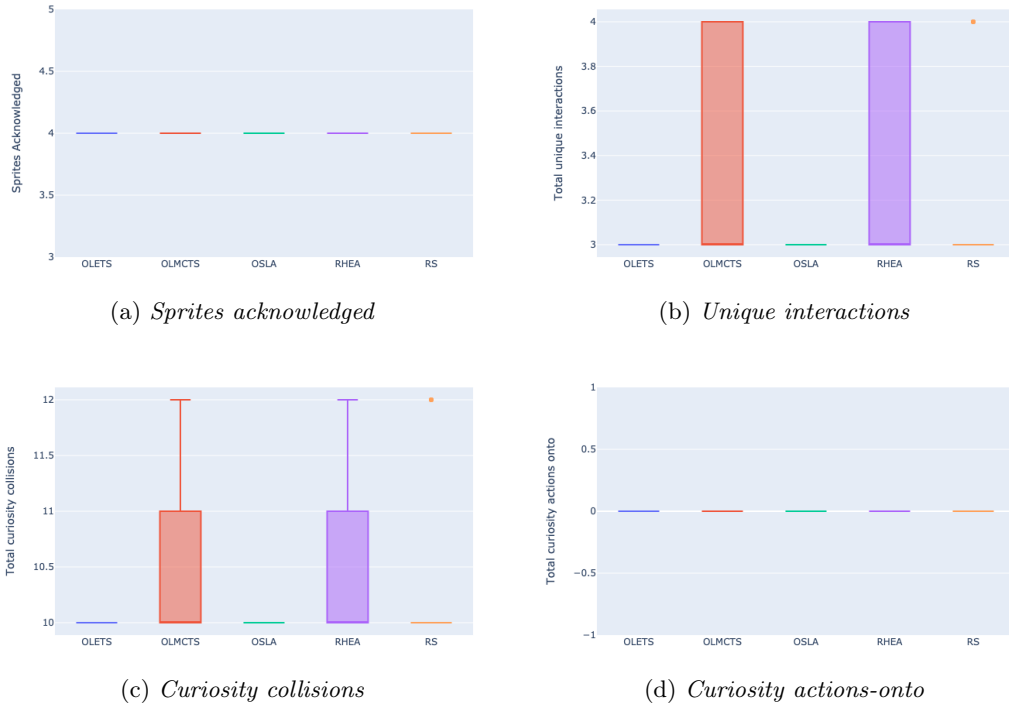 Sprites Acknowledged
5
4.5
4
3.5
3
OLETS OLMCTS OSLA RHEA RS
(a) Sprites acknowledged
Total unique interactions
4
3.8
3.6
3.4
3.2
3
OLETS OLMCTS OSLA RHEA RS
(b) Unique interactions
Total curiosity collisions
12
11.5
11
10.5
10
OLETS OLMCTS OSLA RHEA RS
(c) Curiosity collisions
Total curiosity actions onto
1
0.5
0
−0.5
−1
OLETS OLMCTS OSLA RHEA RS
(d) Curiosity actions-onto